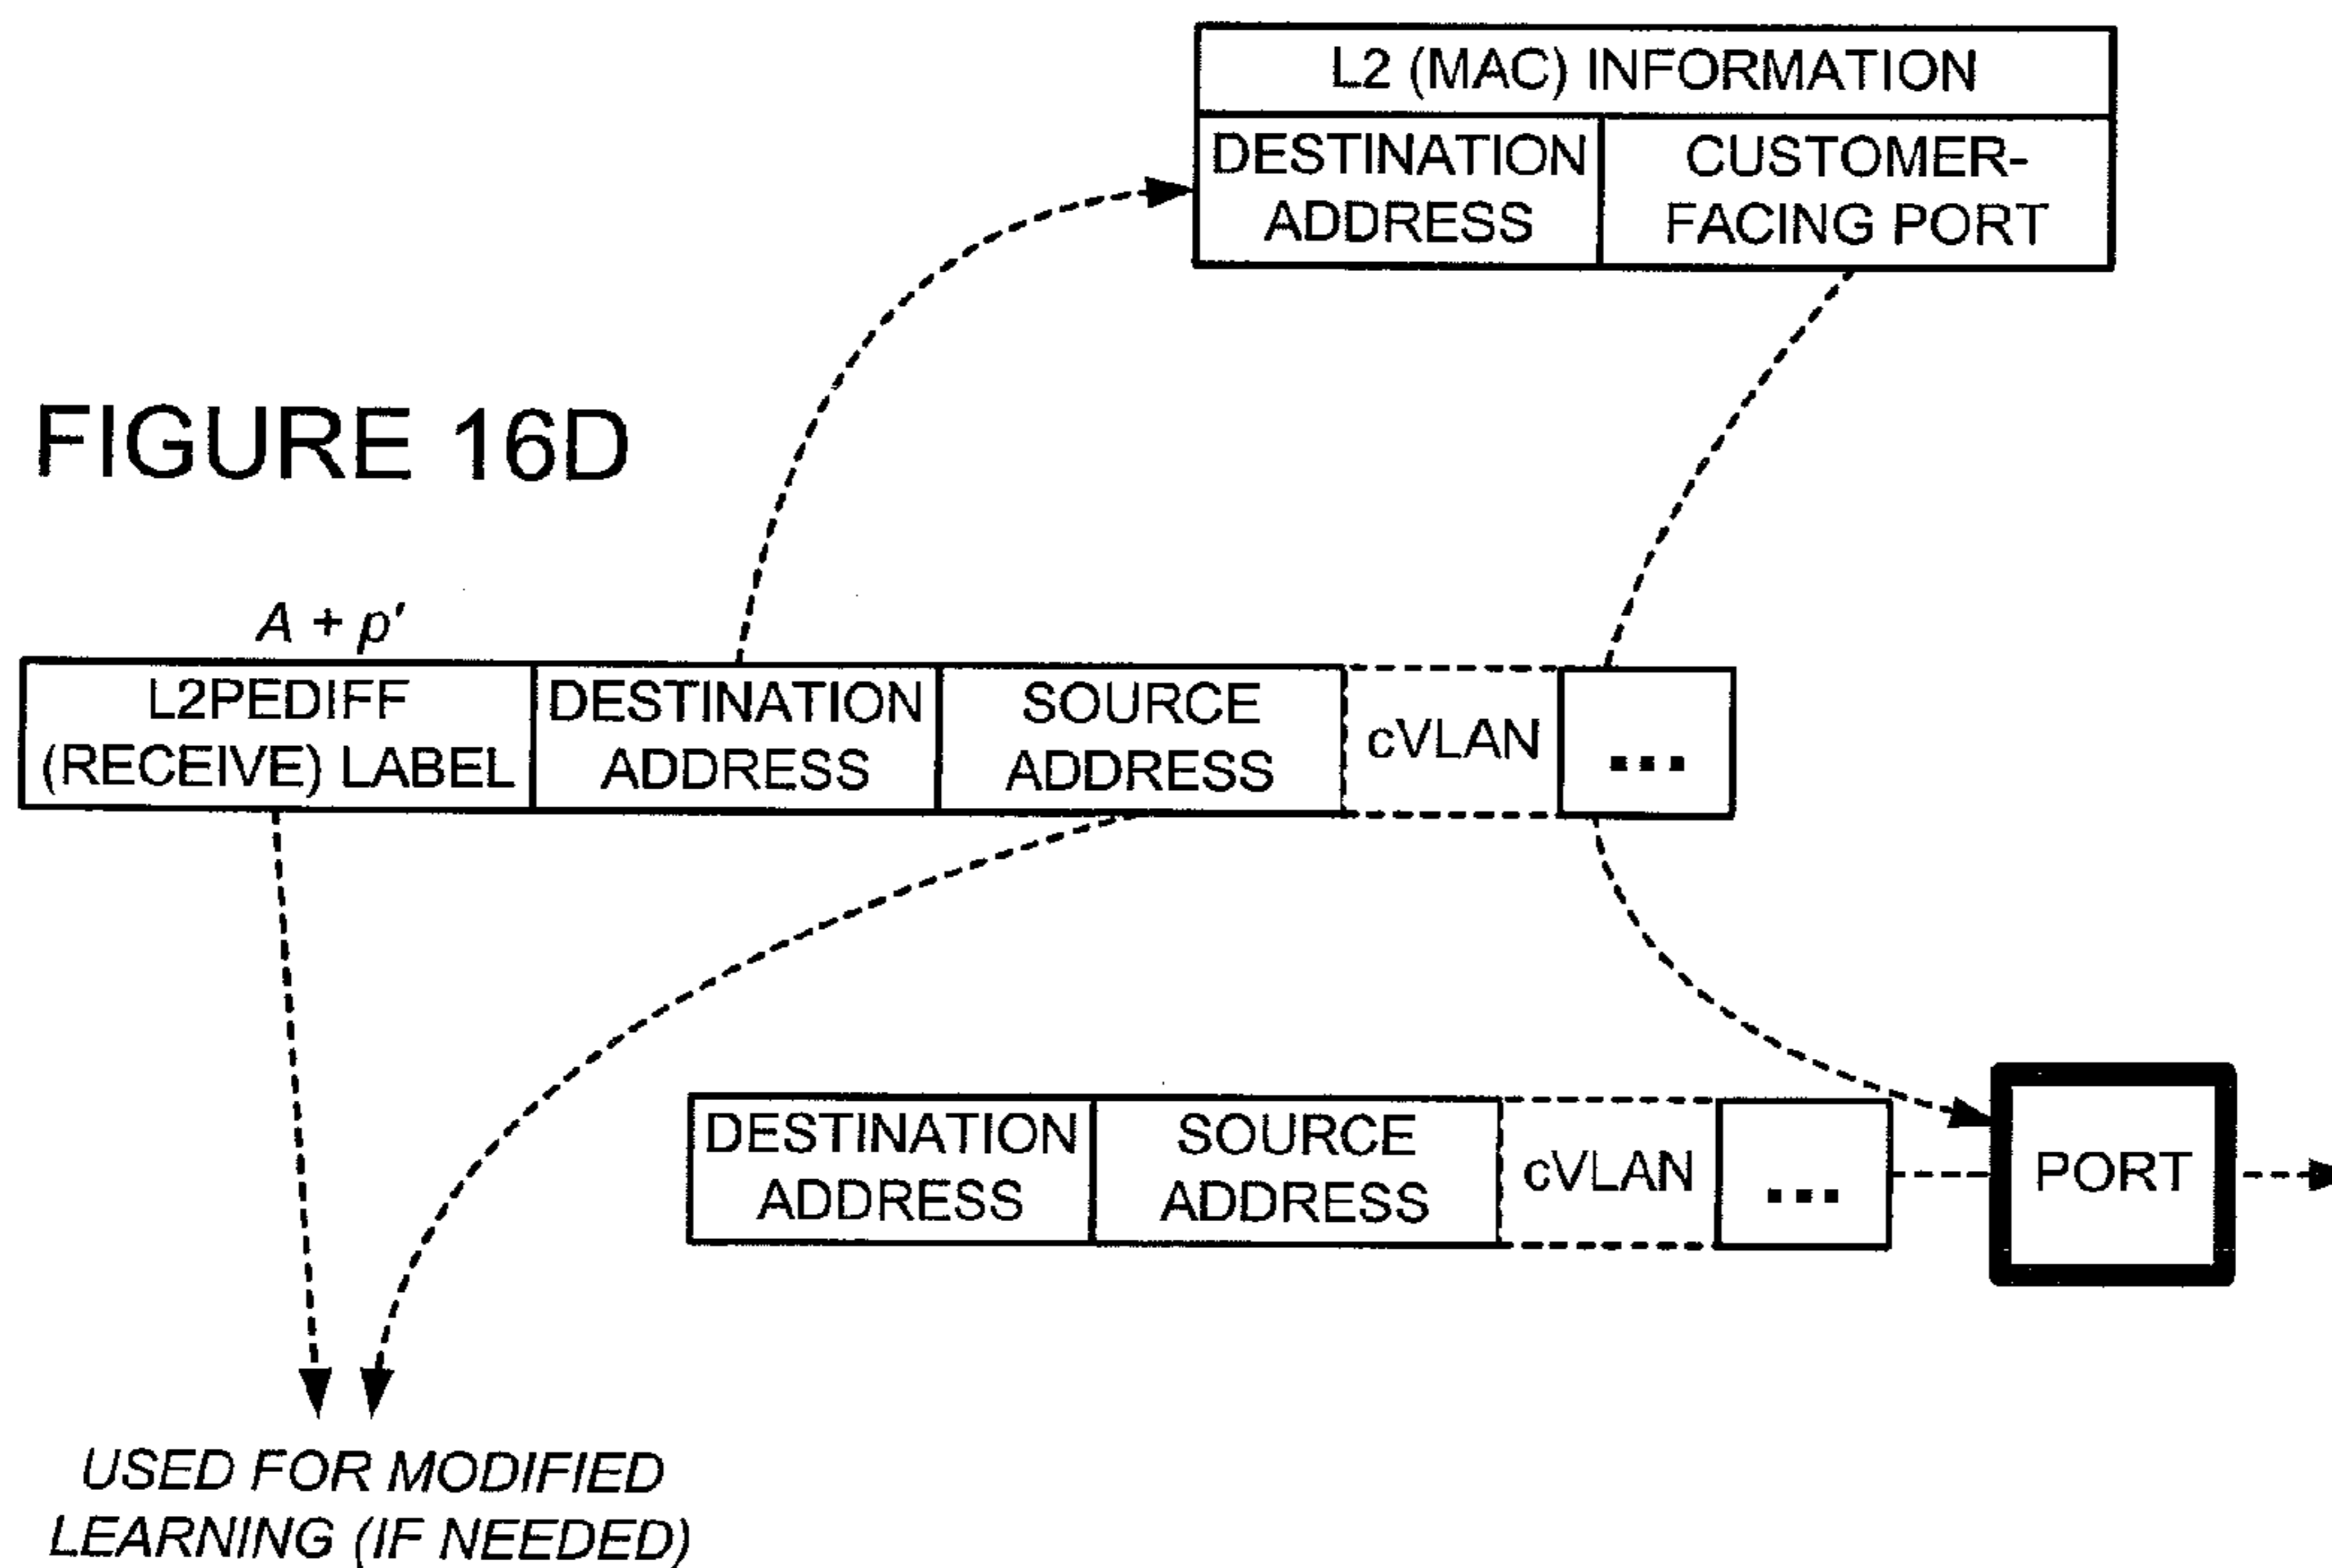 L2 (MAC) INFORMATION
DESTINATION
ADDRESS
CUSTOMER-
FACING PORT
FIGURE 16D
A + p'
L2PEDIFF
(RECEIVE) LABEL
DESTINATION
ADDRESS
SOURCE
ADDRESS
cVLAN
...
DESTINATION
ADDRESS
SOURCE
ADDRESS
cVLAN
...
PORT
USED FOR MODIFIED
LEARNING (IF NEEDED)